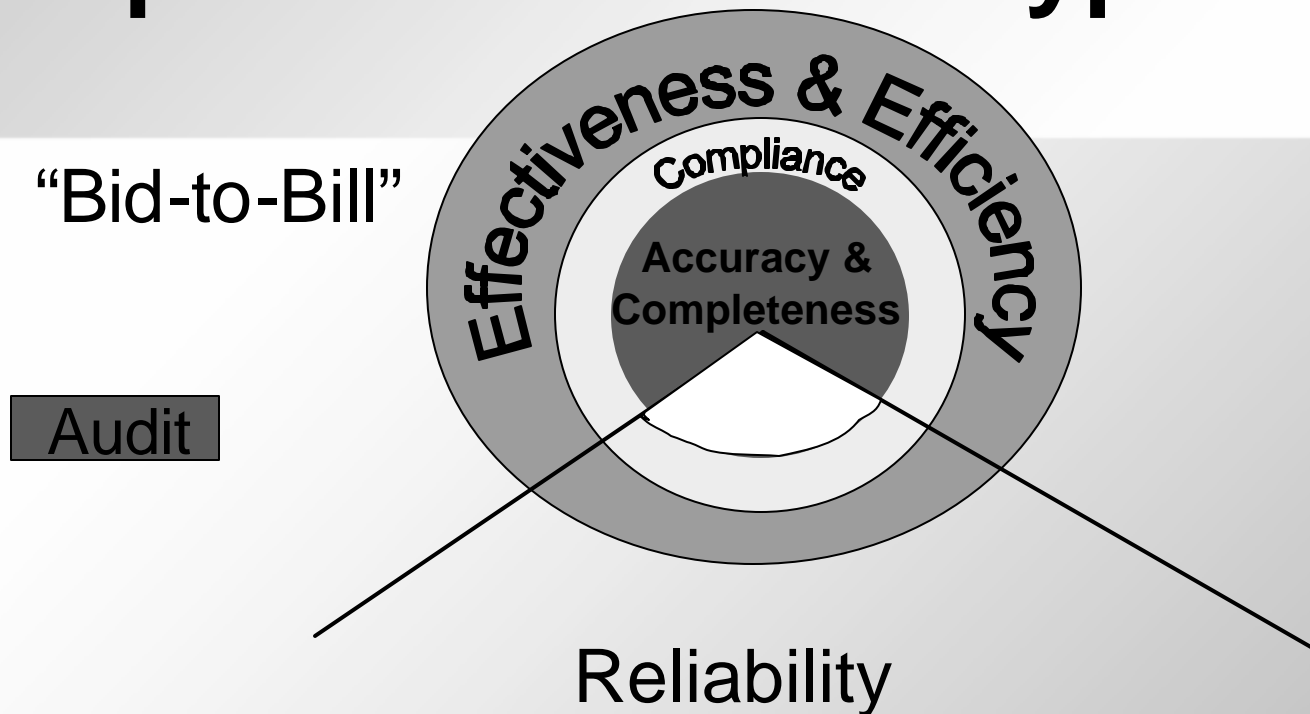 Effectiveness & Efficiency
Compliance
“Bid-to-Bill”
Accuracy &
Completeness
Audit
Reliability